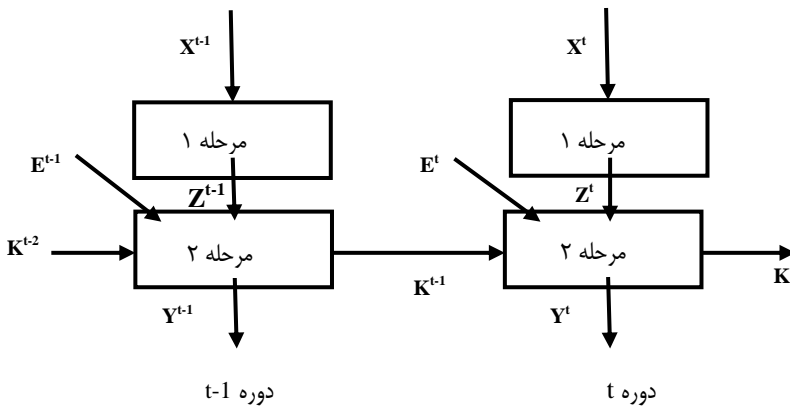 X^{t-1}
X^t
مرحله ۱
مرحله ۱
E^{t-1}
Z^{t-1}
E^t
Z^t
K^{t-2}
مرحله ۲
K^{t-1}
مرحله ۲
K
Y^{t-1}
Y^t
دوره t-1
دوره t